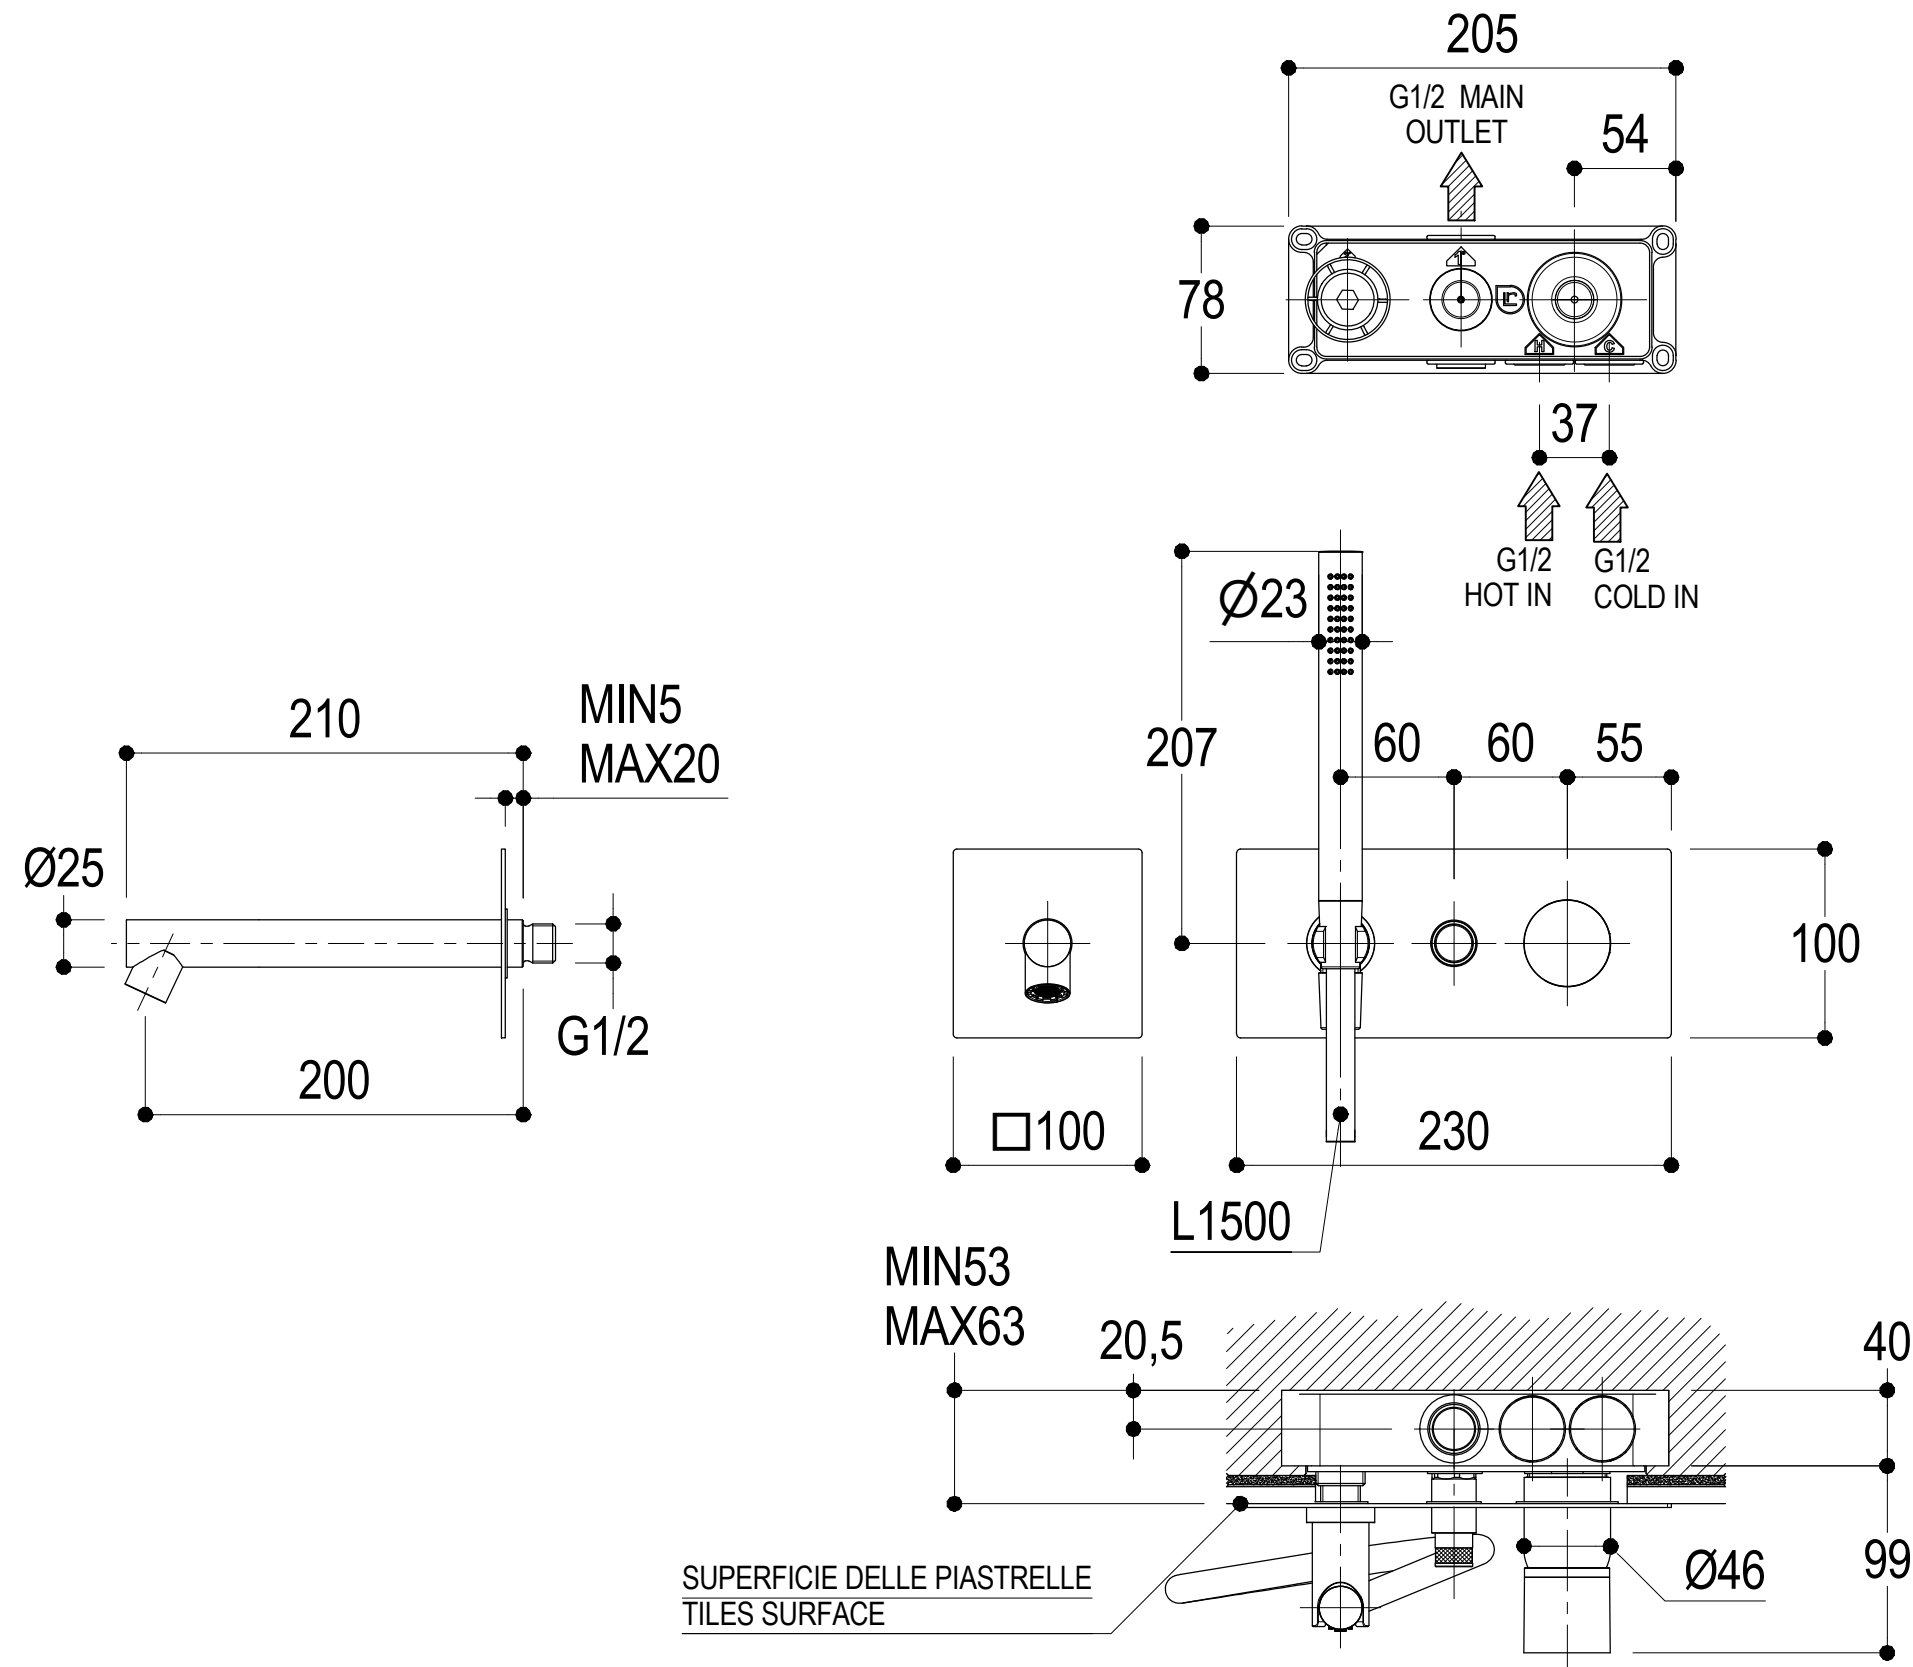 205
G1/2 MAIN
OUTLET
54
78
H
C
37
G1/2
HOT IN
G1/2
COLD IN
Ø23
207
60
60
55
210
MIN5
MAX20
Ø25
G1/2
200
100
□100
230
L1500
MIN53
MAX63
20,5
40
99
Ø46
SUPERFICIE DELLE PIASTRELLE
TILES SURFACE